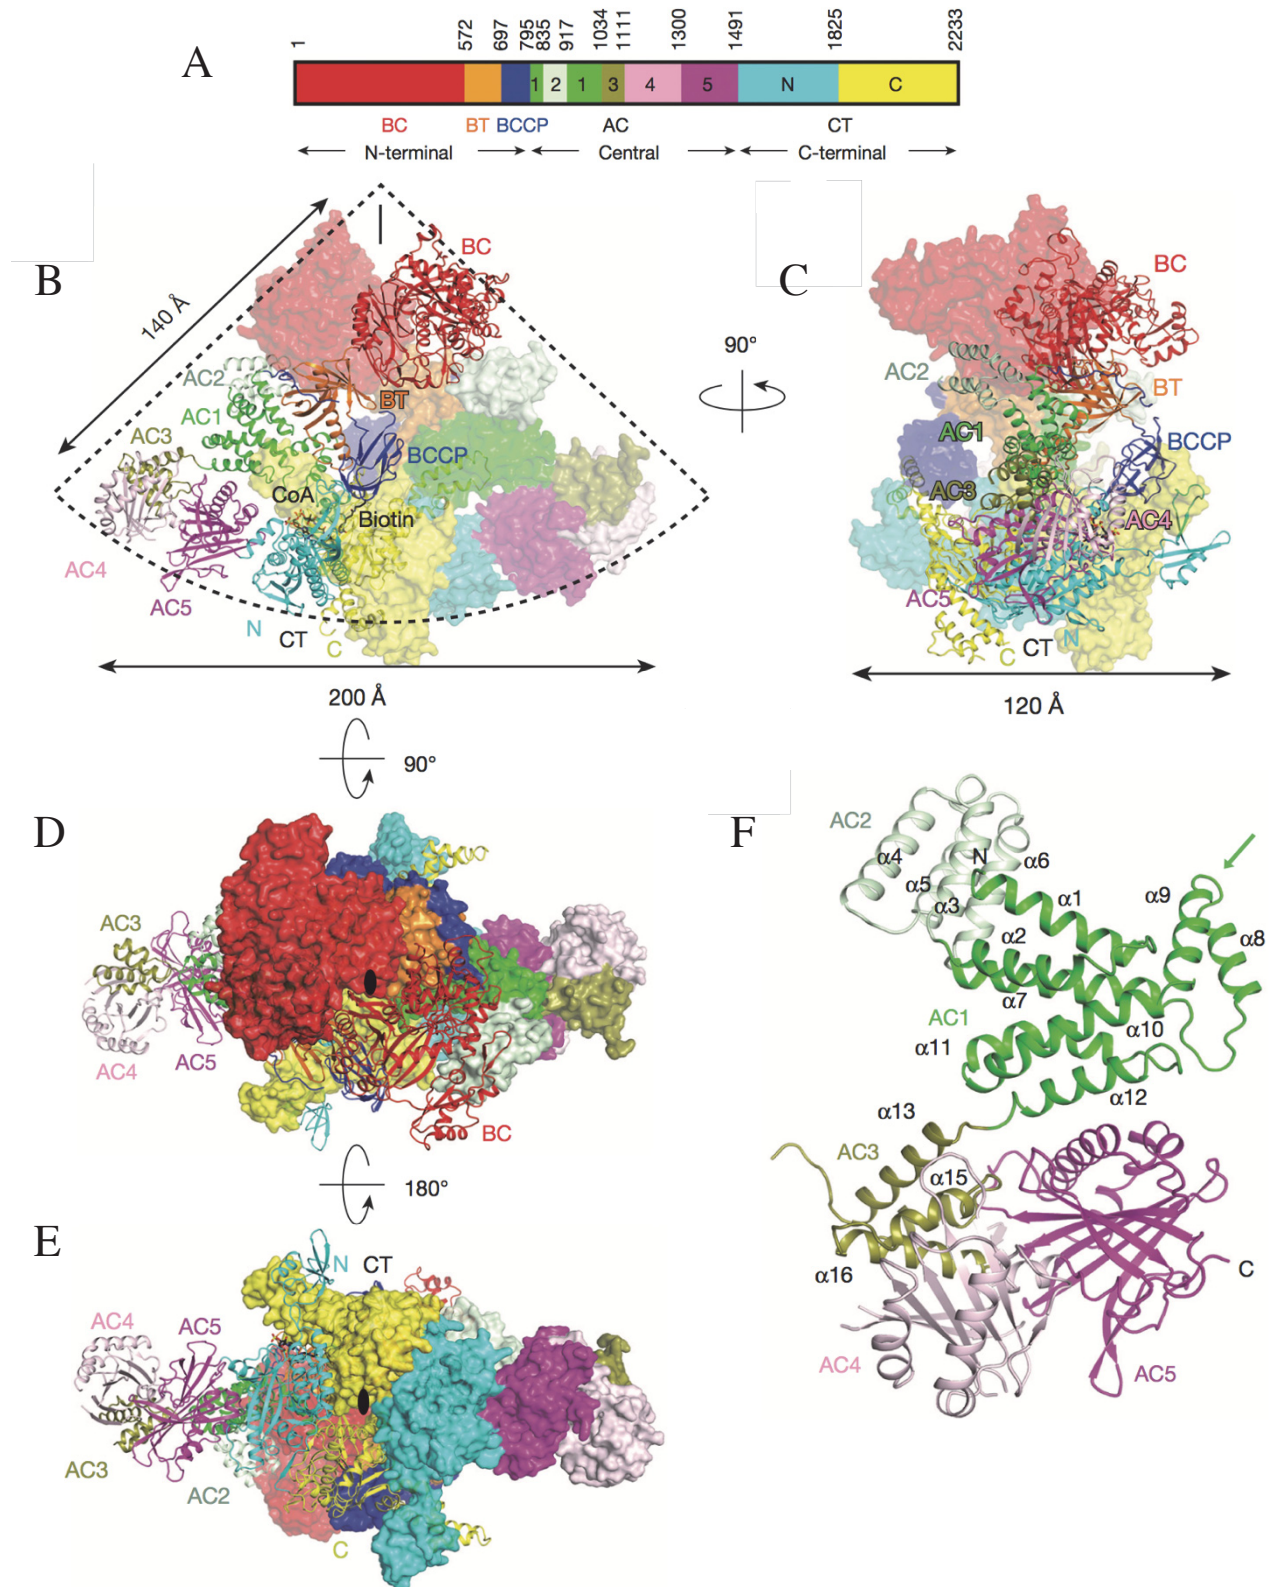 A
1 572 697 795 835 917 1034 1111 1300 1491 1825 2233
1 2 1 3 4 5 N C
BC BT BCCP AC CT
N-terminal Central C-terminal
B
140 Å
BC
AC2
BT
AC1
AC3
BCCP
CoA
Biotin
AC4
AC5
N
CT
C
200 Å
90°
90°
C
BC
AC2
BT
AC1
BCCP
AC3
AC4
AC5
N
CT
C
120 Å
D
AC3
AC4
AC5
BC
180°
E
N
CT
AC4
AC5
AC3
AC2
C
F
AC2
α4
N
α6
α5
α3
α1
α9
α8
α2
α7
AC1
α10
α11
α12
α13
AC3
α15
α16
C
AC4
AC5